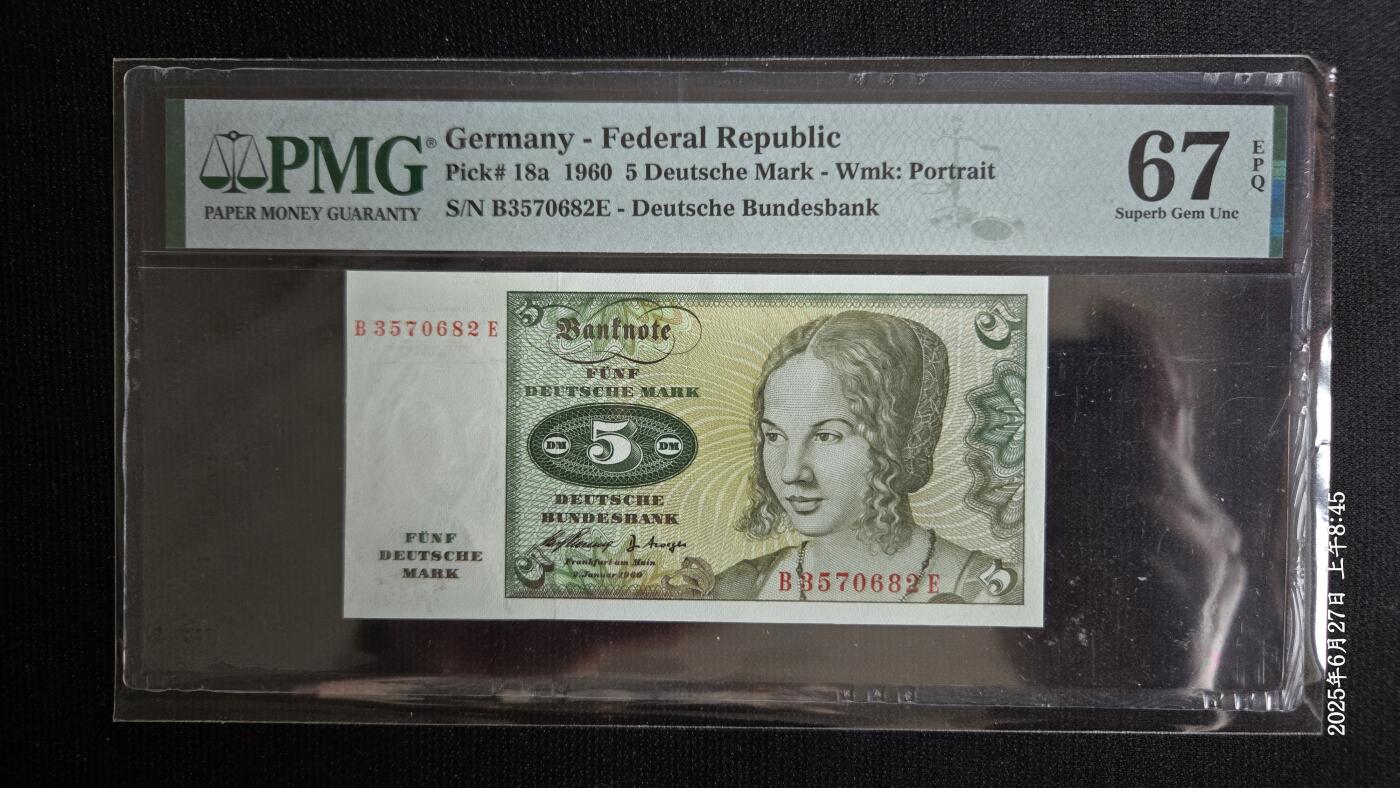 PMG®
PAPER MONEY GUARANTY
Germany - Federal Republic
Pick# 18a 1960 5 Deutsche Mark - Wmk: Portrait
S/N B3570682E - Deutsche Bundesbank
67
EPQ
Superb Gem Unc
B3570682E
5
Banknote
5
FÜNF
DEUTSCHE MARK
DM 5 DM
DEUTSCHE
BUNDESBANK
Frankfurt am Main
2. Januar 1960
5
FÜNF
DEUTSCHE
MARK
B3570682E
5
2025年6月27日 上午8:45